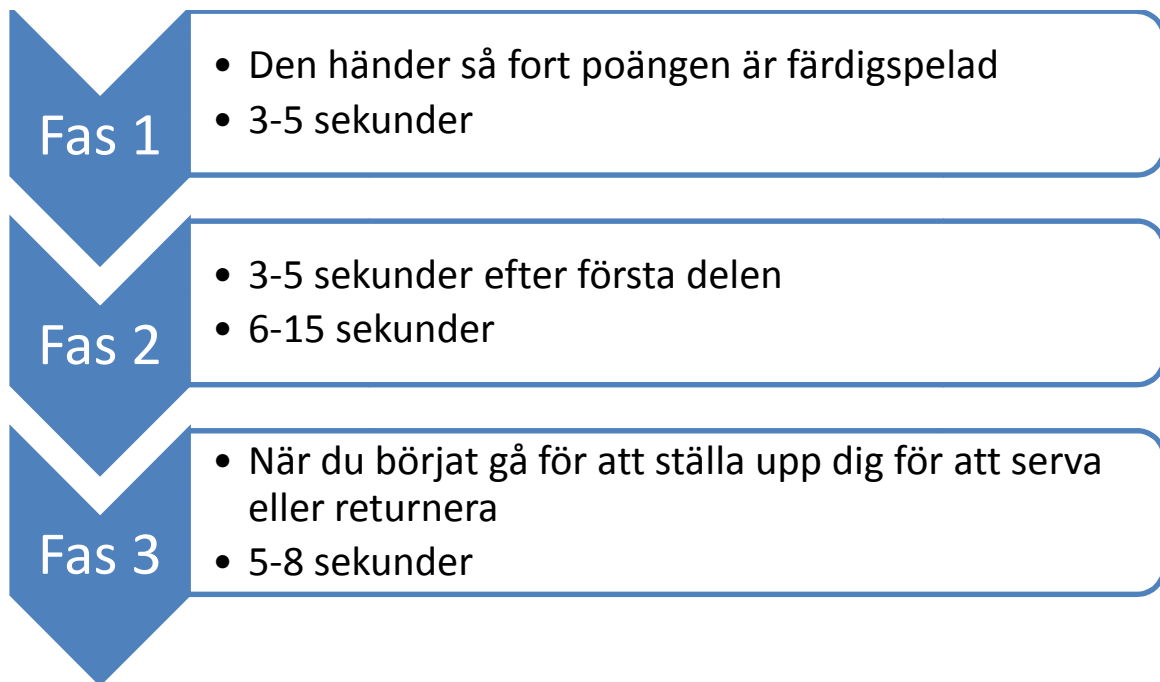 Fas 1
• Den händer så fort poängen är färdigspelad
• 3-5 sekunder
Fas 2
• 3-5 sekunder efter första delen
• 6-15 sekunder
Fas 3
• När du börjat gå för att ställa upp dig för att serva
eller returnera
• 5-8 sekunder